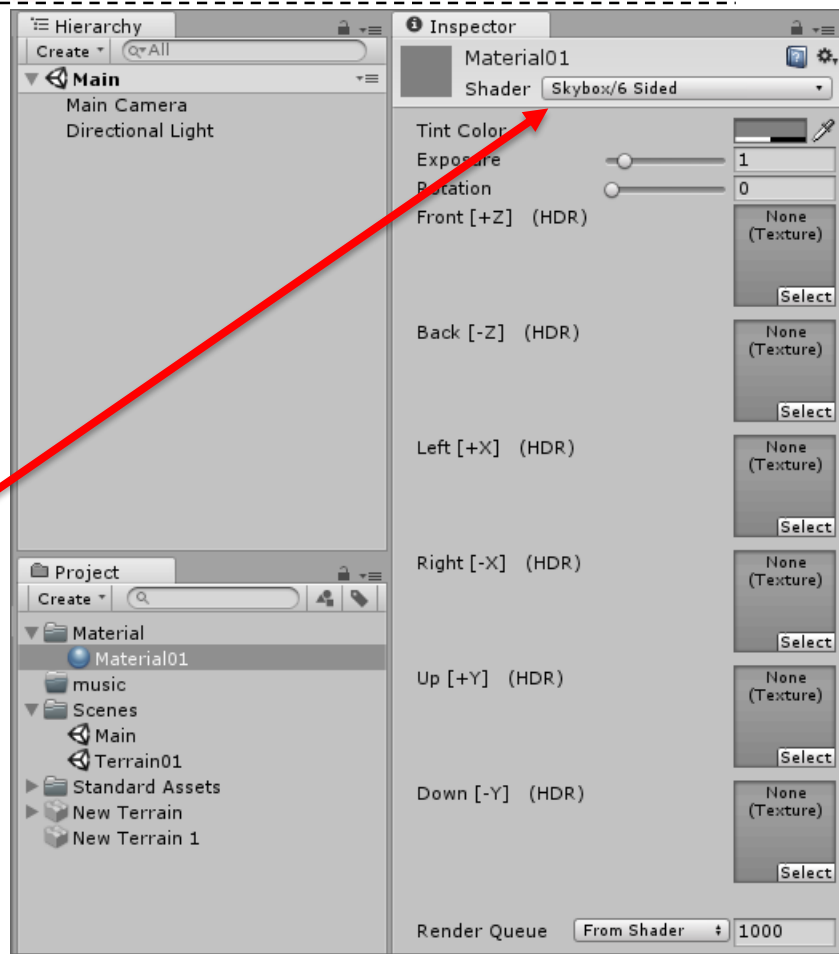 Hierarchy
Create
All
Main
Main Camera
Directional Light
Project
Create
Material
Material01
music
Scenes
Main
Terrain01
Standard Assets
New Terrain
New Terrain 1
Inspector
Material01
Shader Skybox/6 Sided
Tint Color
Exposure 1
Rotation 0
Front [+Z] (HDR)
None
(Texture)
Select
Back [-Z] (HDR)
None
(Texture)
Select
Left [+X] (HDR)
None
(Texture)
Select
Right [-X] (HDR)
None
(Texture)
Select
Up [+Y] (HDR)
None
(Texture)
Select
Down [-Y] (HDR)
None
(Texture)
Select
Render Queue From Shader 1000